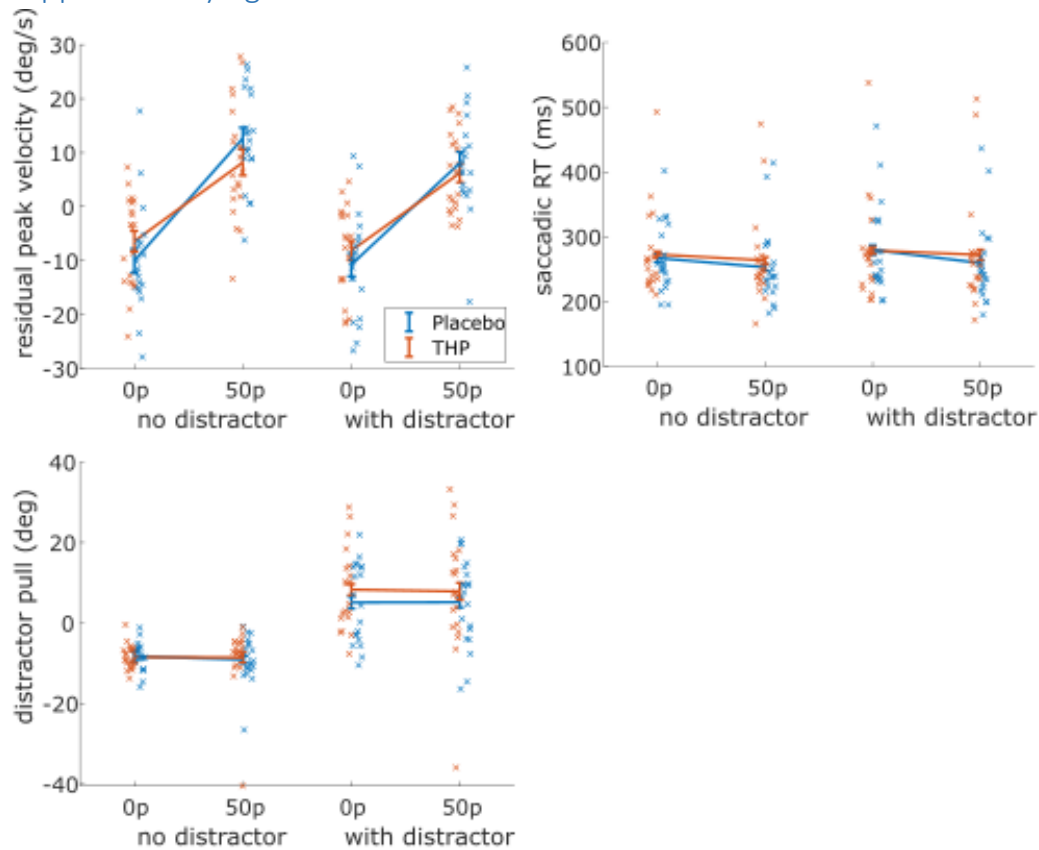 residual peak velocity (deg/s)
30
20
10
0
-10
-20
-30
0p
50p
0p
50p
no distractor
with distractor
Placebo
THP
saccadic RT (ms)
600
500
400
300
200
100
0p
50p
0p
50p
no distractor
with distractor
distractor pull (deg)
40
20
0
-20
-40
0p
50p
0p
50p
no distractor
with distractor